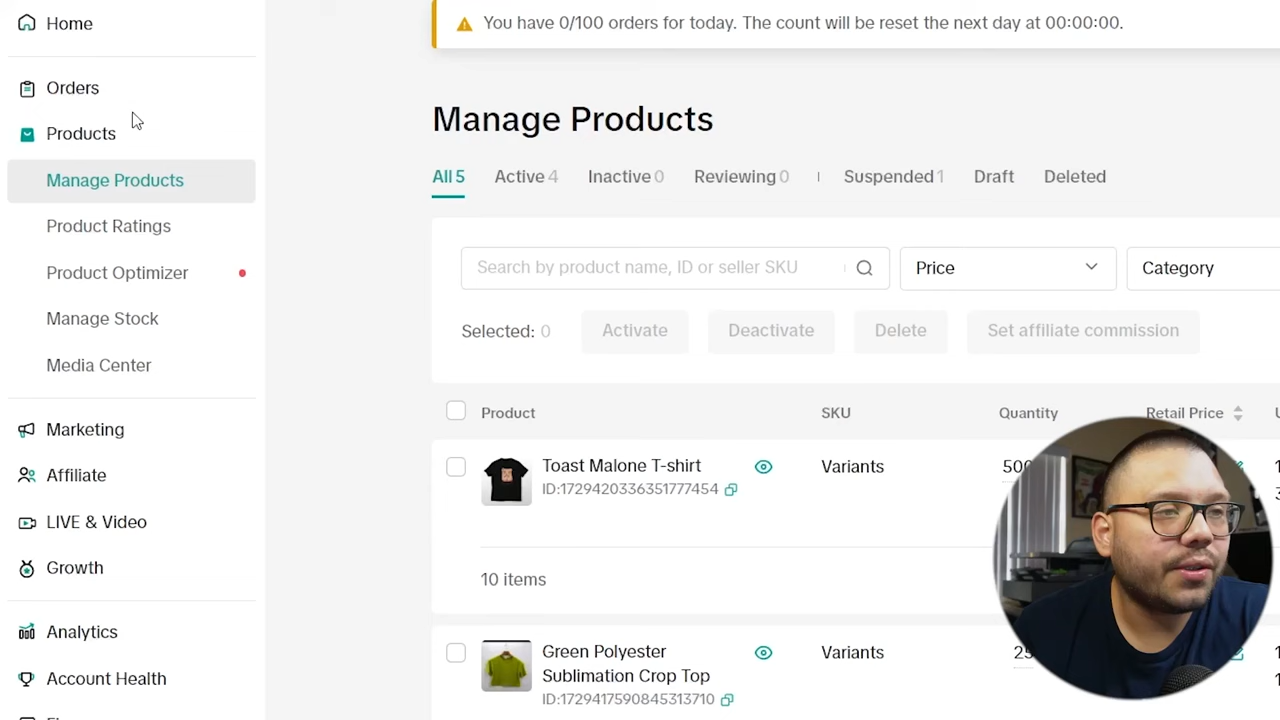 Home
Orders
Products
Manage Products
Product Ratings
Product Optimizer
Manage Stock
Media Center
Marketing
Affiliate
LIVE & Video
Growth
Analytics
Account Health
You have 0/100 orders for today. The count will be reset the next day at 00:00:00.
Manage Products
All 5 Active 4 Inactive 0 Reviewing 0 Suspended 1 Draft Deleted
Search by product name, ID or seller SKU Price Category
Selected: 0 Activate Deactivate Delete Set affiliate commission
Product SKU Quantity Retail Price
Toast Malone T-shirt Variants
ID:1729420336351777454
10 items
Green Polyester Variants
Sublimation Crop Top
ID:1729417590845313710